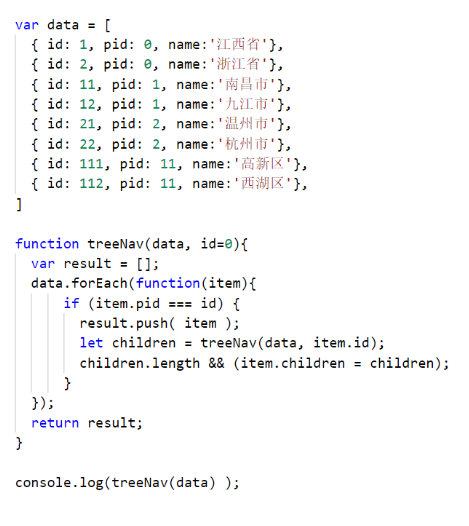 var data = [
  { id: 1, pid: 0, name:'江西省'},
  { id: 2, pid: 0, name:'浙江省'},
  { id: 11, pid: 1, name:'南昌市'},
  { id: 12, pid: 1, name:'九江市'},
  { id: 21, pid: 2, name:'温州市'},
  { id: 22, pid: 2, name:'杭州市'},
  { id: 111, pid: 11, name:'高新区'},
  { id: 112, pid: 11, name:'西湖区'},
]

function treeNav(data, id=0){
  var result = [];
  data.forEach(function(item){
      if (item.pid === id) {
        result.push( item );
        let children = treeNav(data, item.id);
        children.length && (item.children = children);
      }
  });
  return result;
}

console.log(treeNav(data) );